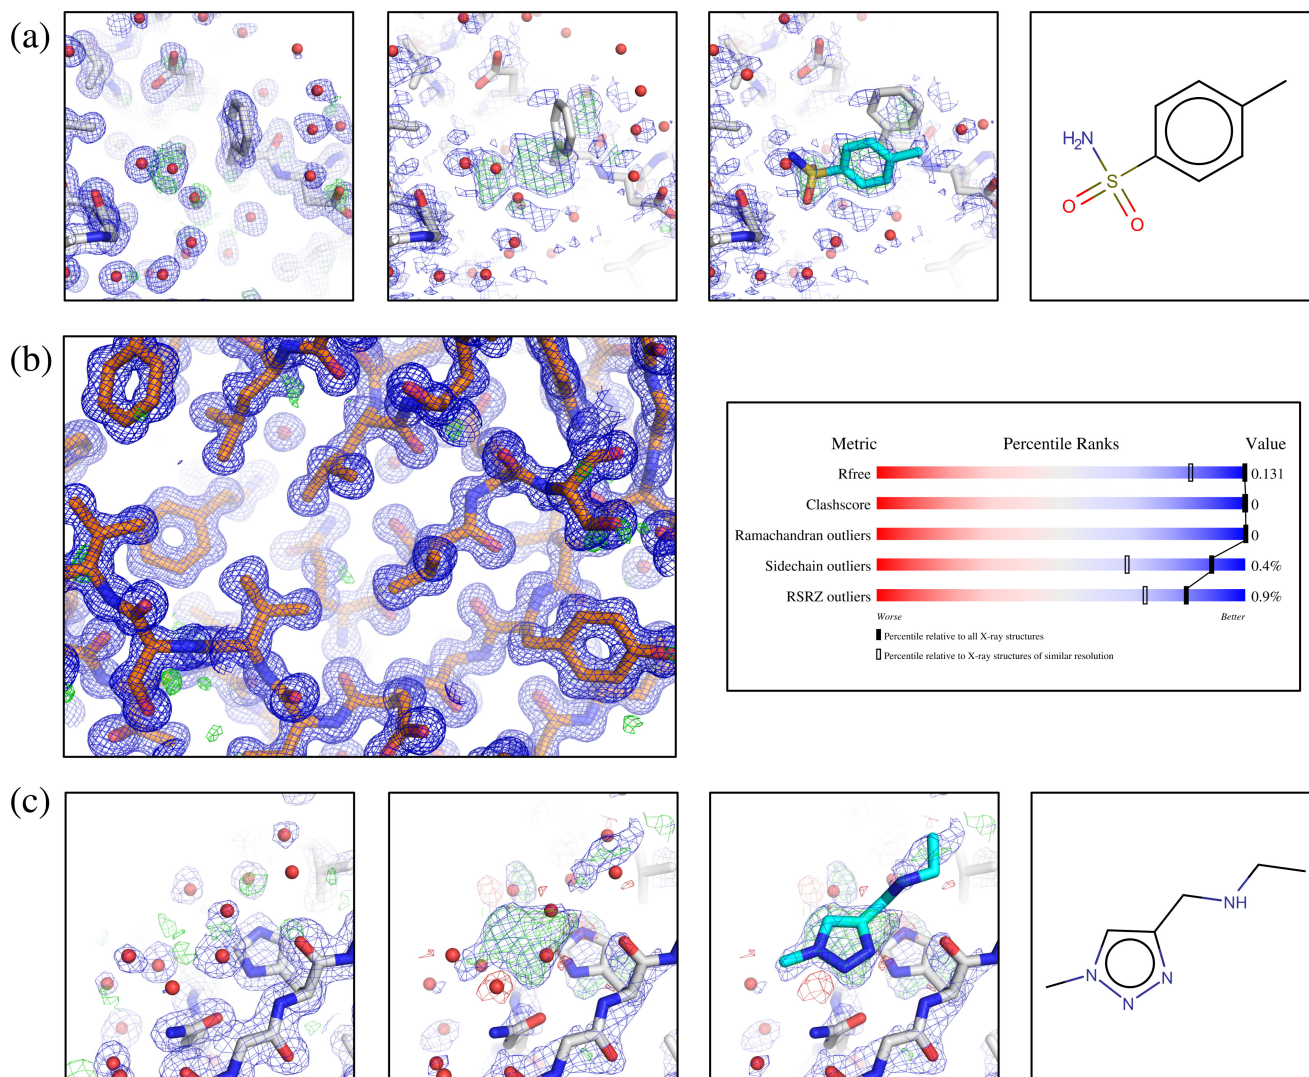 (a)
H₂N
S
O
O
(b)
Metric Percentile Ranks Value
Rfree 0.131
Clashscore 0
Ramachandran outliers 0
Sidechain outliers 0.4%
RSRZ outliers 0.9%
Worse Better
Percentile relative to all X-ray structures
Percentile relative to X-ray structures of similar resolution
(c)
NH
N
N
N